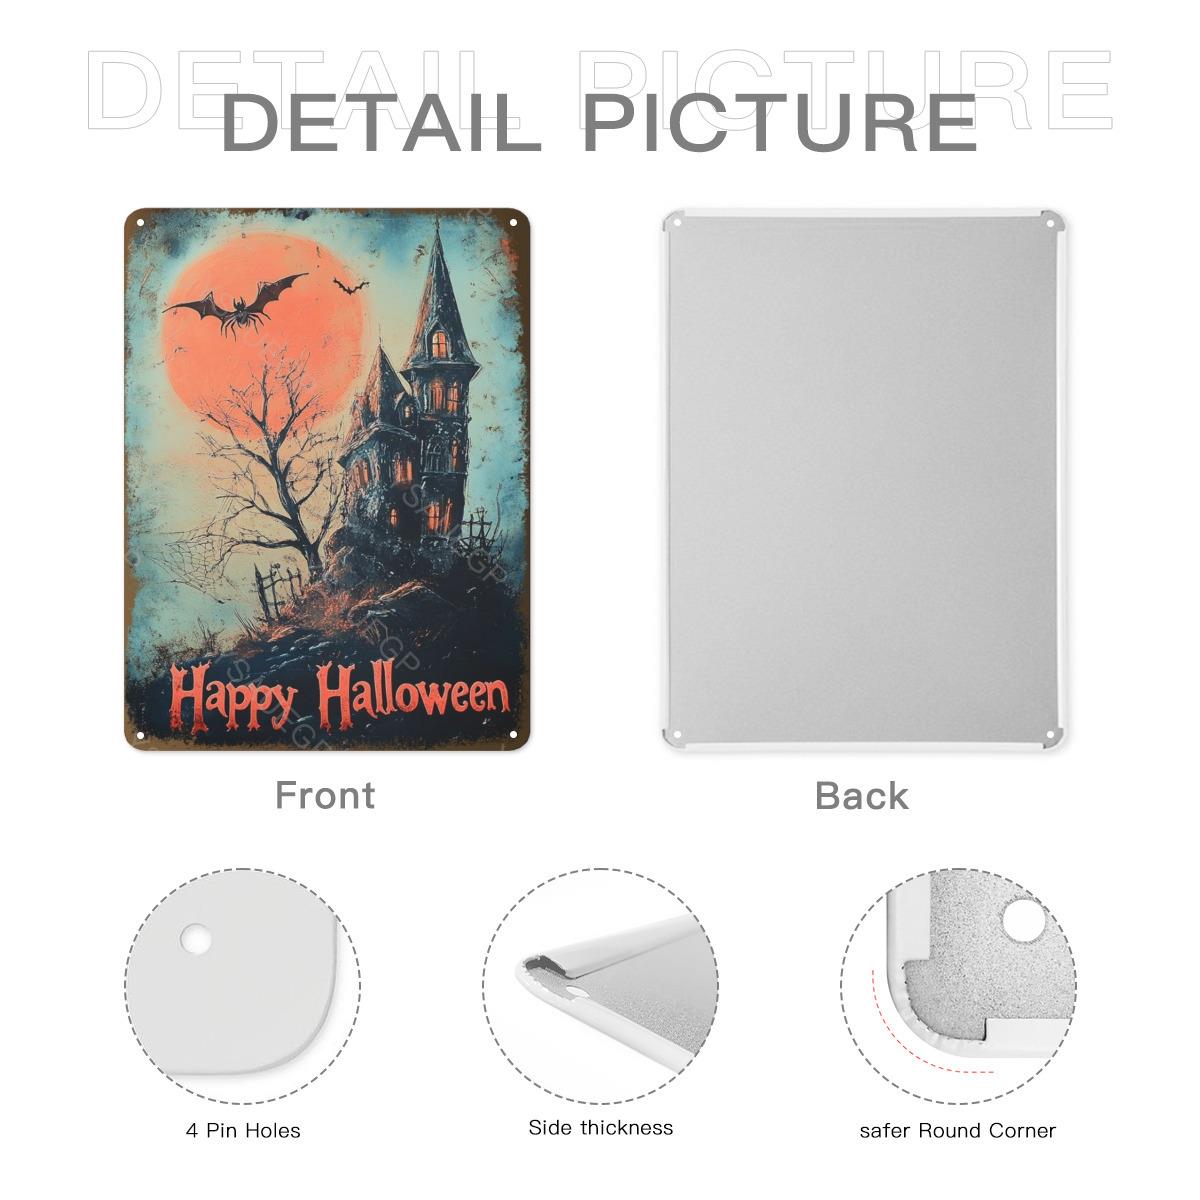 DETAIL PICTURE
DETAIL PICTURE
Happy Halloween
Front
Back
4 Pin Holes
Side thickness
safer Round Corner